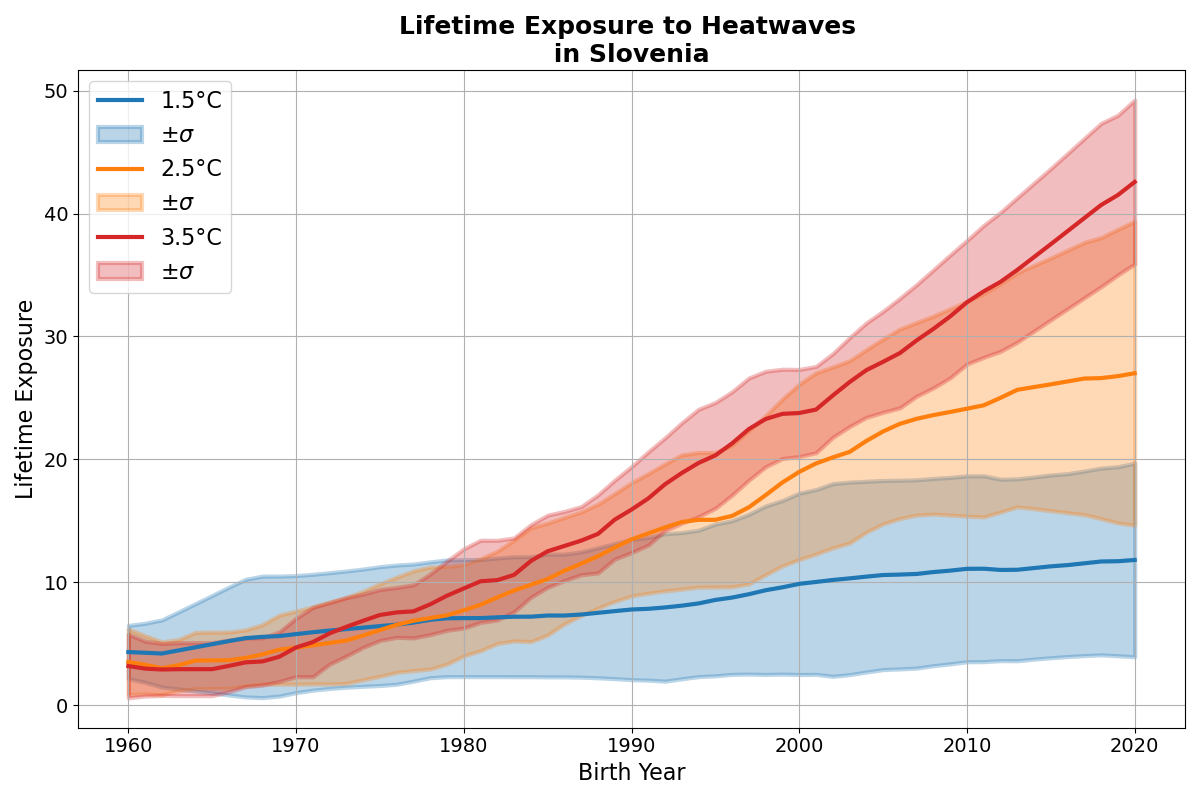 Lifetime Exposure to Heatwaves
in Slovenia
50
40
30
20
10
0
Lifetime Exposure
1.5°C
±σ
2.5°C
±σ
3.5°C
±σ
1960 1970 1980 1990 2000 2010 2020
Birth Year